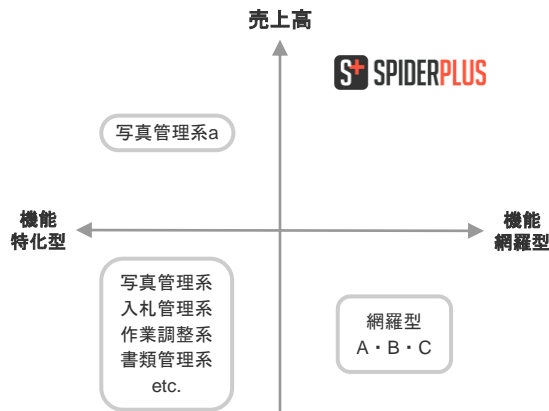 売上高
S+ SPIDERPLUS
写真管理系a
機能
特化型
機能
網羅型
写真管理系
入札管理系
作業調整系
書類管理系
etc.
網羅型
A・B・C